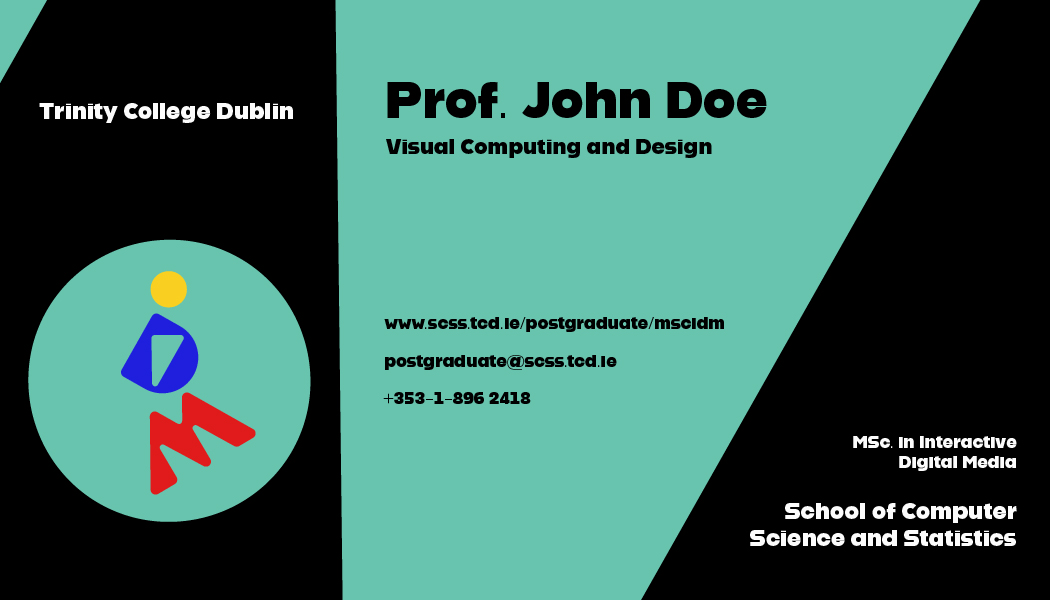 Trinity College Dublin
Prof. John Doe
Visual Computing and Design
www.scss.tcd.ie/postgraduate/mscidm
postgraduate@scss.tcd.ie
+353-1-896 2418
MSc. in Interactive
Digital Media
School of Computer
Science and Statistics
iDM